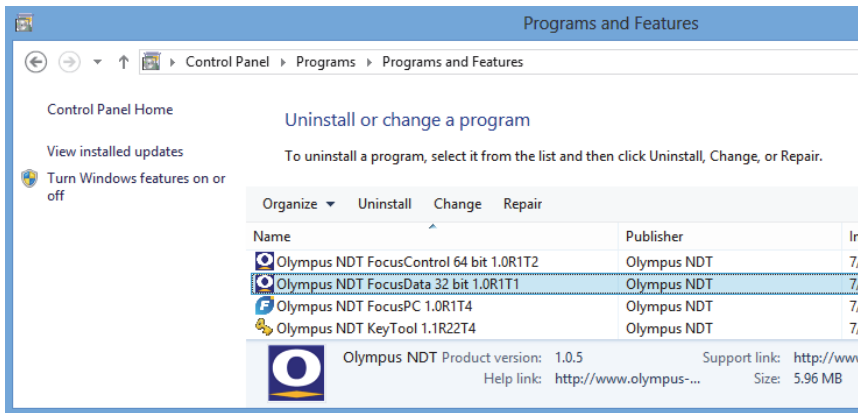 Programs and Features
Control Panel Programs Programs and Features
Control Panel Home
View installed updates
Turn Windows features on or
off
Uninstall or change a program
To uninstall a program, select it from the list and then click Uninstall, Change, or Repair.
Organize Uninstall Change Repair
Name Publisher
Olympus NDT FocusControl 64 bit 1.0R1T2 Olympus NDT 7/
Olympus NDT FocusData 32 bit 1.0R1T1 Olympus NDT 7/
Olympus NDT FocusPC 1.0R1T4 Olympus NDT 7/
Olympus NDT KeyTool 1.1R22T4 Olympus NDT 7/
Olympus NDT Product version: 1.0.5 Support link: http://www
Help link: http://www.olympus-... Size: 5.96 MB